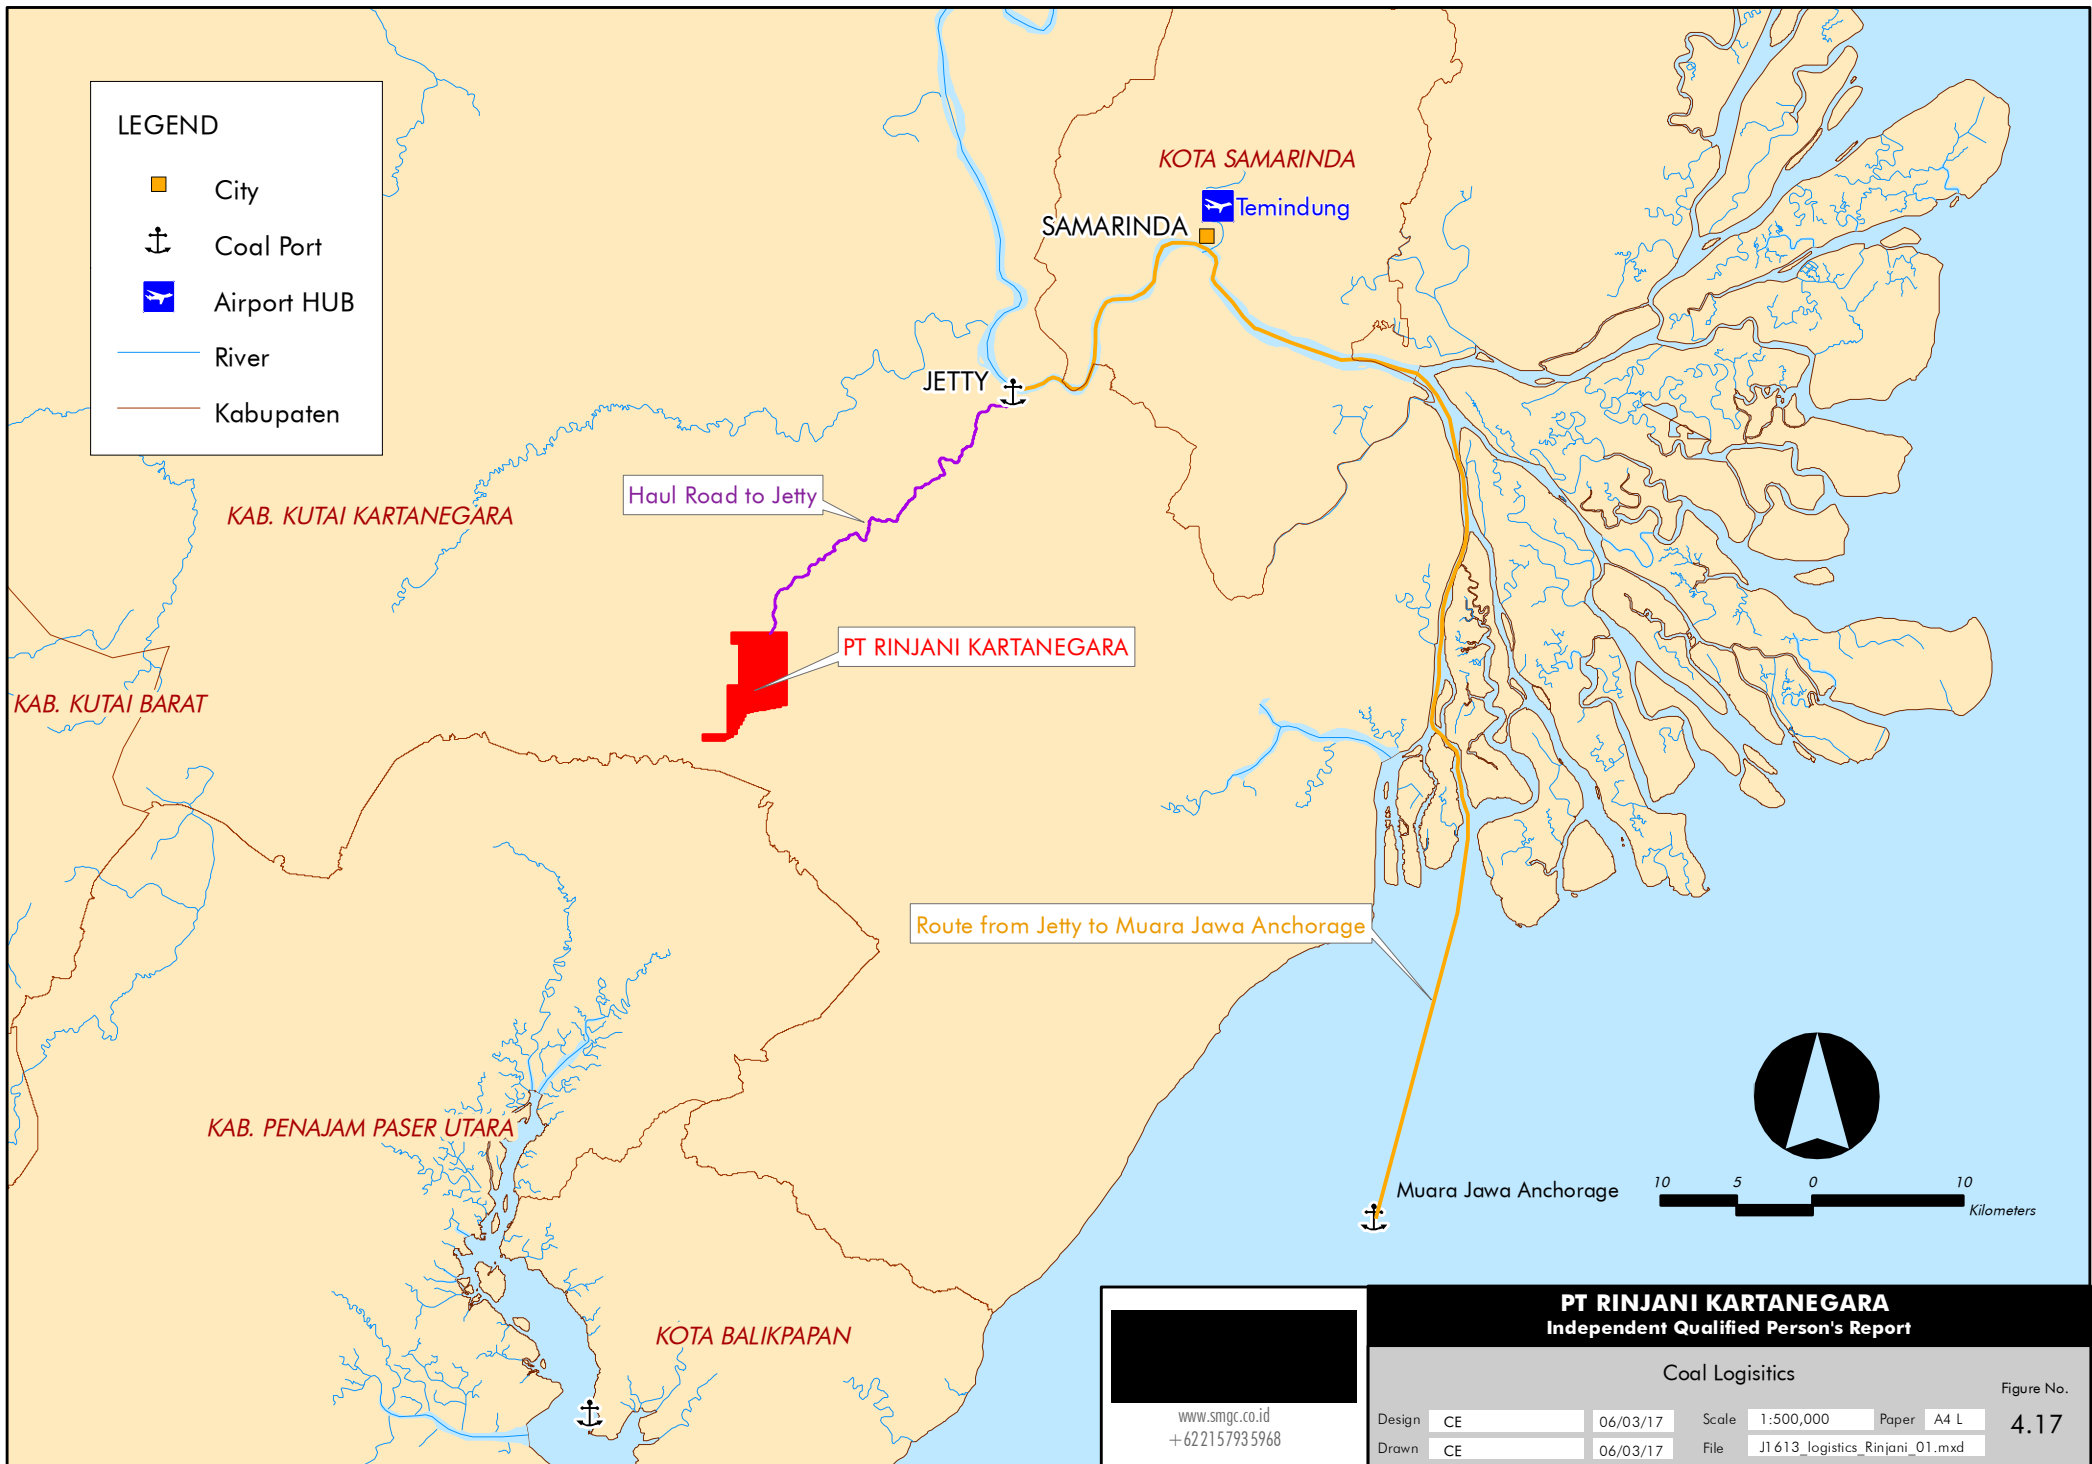 LEGEND
City
Coal Port
Airport HUB
River
Kabupaten
KOTA SAMARINDA
Temindung
SAMARINDA
JETTY
Haul Road to Jetty
KAB. KUTAI KARTANEGARA
PT RINJANI KARTANEGARA
KAB. KUTAI BARAT
Route from Jetty to Muara Jawa Anchorage
KAB. PENAJAM PASER UTARA
Muara Jawa Anchorage
10 5 0 10
Kilometers
KOTA BALIKPAPAN
PT RINJANI KARTANEGARA
Independent Qualified Person's Report
Coal Logisitics
Figure No.
4.17
Design CE 06/03/17 Scale 1:500,000 Paper A4 L
Drawn CE 06/03/17 File J1613_logistics_Rinjani_01.mxd
www.smgc.co.id
+622157935968